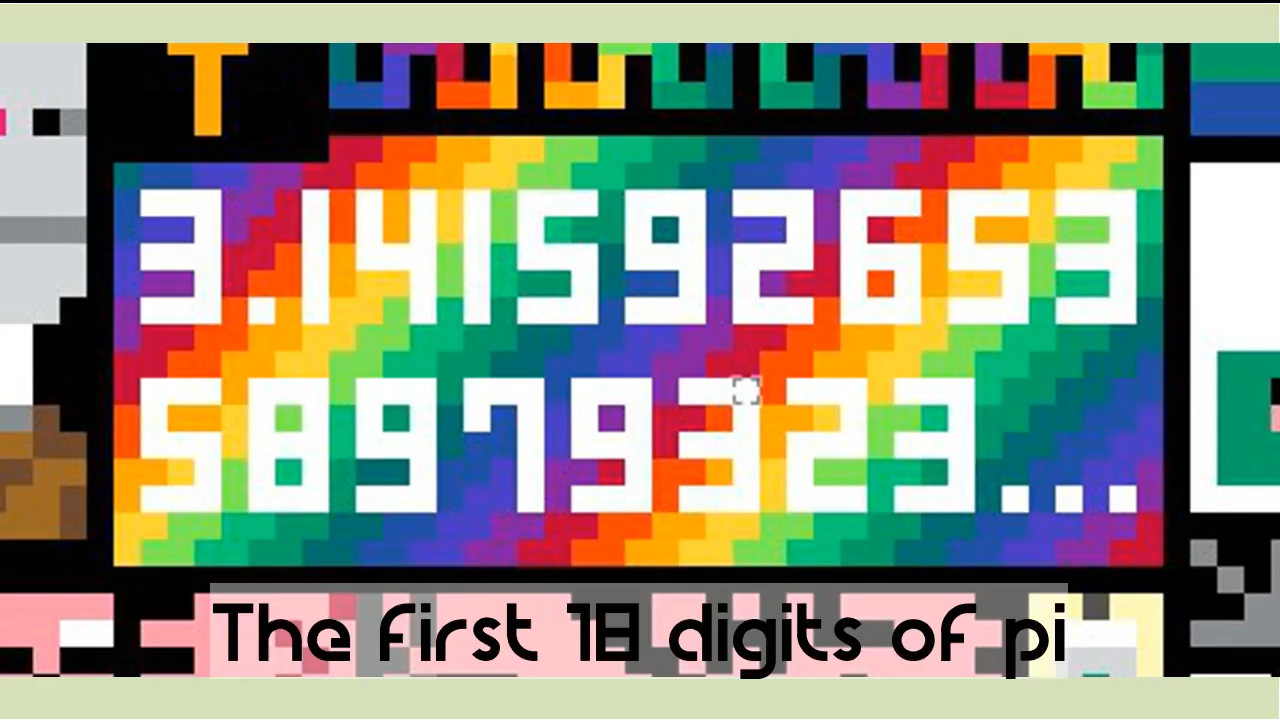 3.141592653
58979323...
The first 18 digits of pi